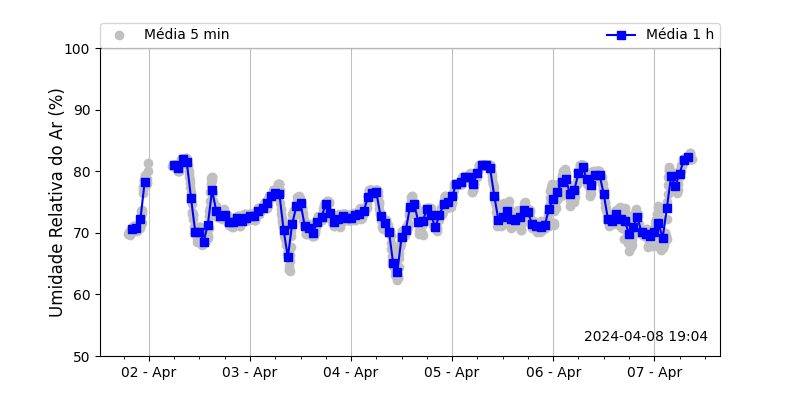 Média 5 min
Média 1 h
Umidade Relativa do Ar (%)
100
90
80
70
60
50
2024-04-08 19:04
02 - Apr
03 - Apr
04 - Apr
05 - Apr
06 - Apr
07 - Apr